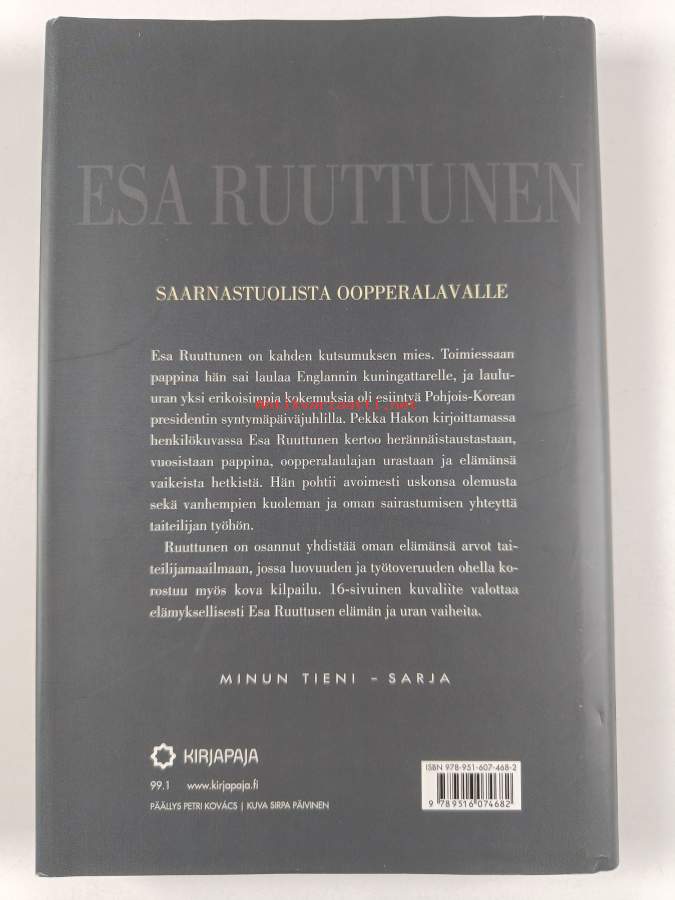 ESA RUUTTUNEN
SAARNASTUOLISTA OOPPERALAVALLE
Esa Ruuttunen on kahden kutsumuksen mies. Toimiessaan
pappina hän sai laulaa Englannin kuningattarelle, ja laulu-
uran yksi erikoisimpia kokemuksia oli esiintyä Pohjois-Korean
presidentin syntymäpäiväjuhlilla. Pekka Hakon kirjoittamassa
henkilökuvassa Esa Ruuttunen kertoo herännäistaustastaan,
vuosistaan pappina, oopperalaulajan urastaan ja elämänsä
vaikeista hetkistä. Hän pohtii avoimesti uskonsa olemusta
sekä vanhempien kuoleman ja oman sairastumisen yhteyttä
taiteilijan työhön.
Ruuttunen on osannut yhdistää oman elämänsä arvot tai-
teilijamaailmaan, jossa luovuuden ja työtoveruuden ohella ko-
rostuu myös kova kilpailu. 16-sivuinen kuvaliite valottaa
elämyksellisesti Esa Ruuttusen elämän ja uran vaiheita.
MINUN TIENI – SARJA
KIRJAPAJA
99.1 www.kirjapaja.fi
PÄÄLLYS PETRI KOVÁCS | KUVA SIRPA PÄIVINEN
ISBN 978-951-607-468-2
9 789516 074682